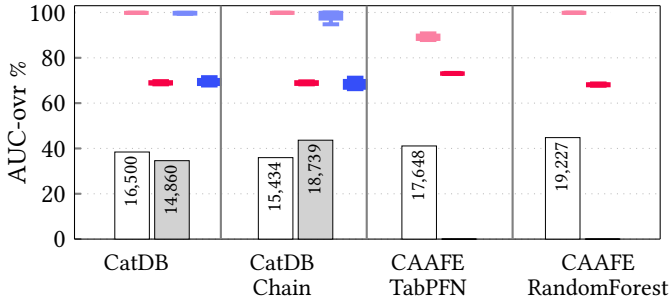 AUC-ovr %
100
80
60
40
20
0
16,500
14,860
15,434
18,739
17,648
19,227
CatDB
CatDB
Chain
CAAFE
TabPFN
CAAFE
RandomForest